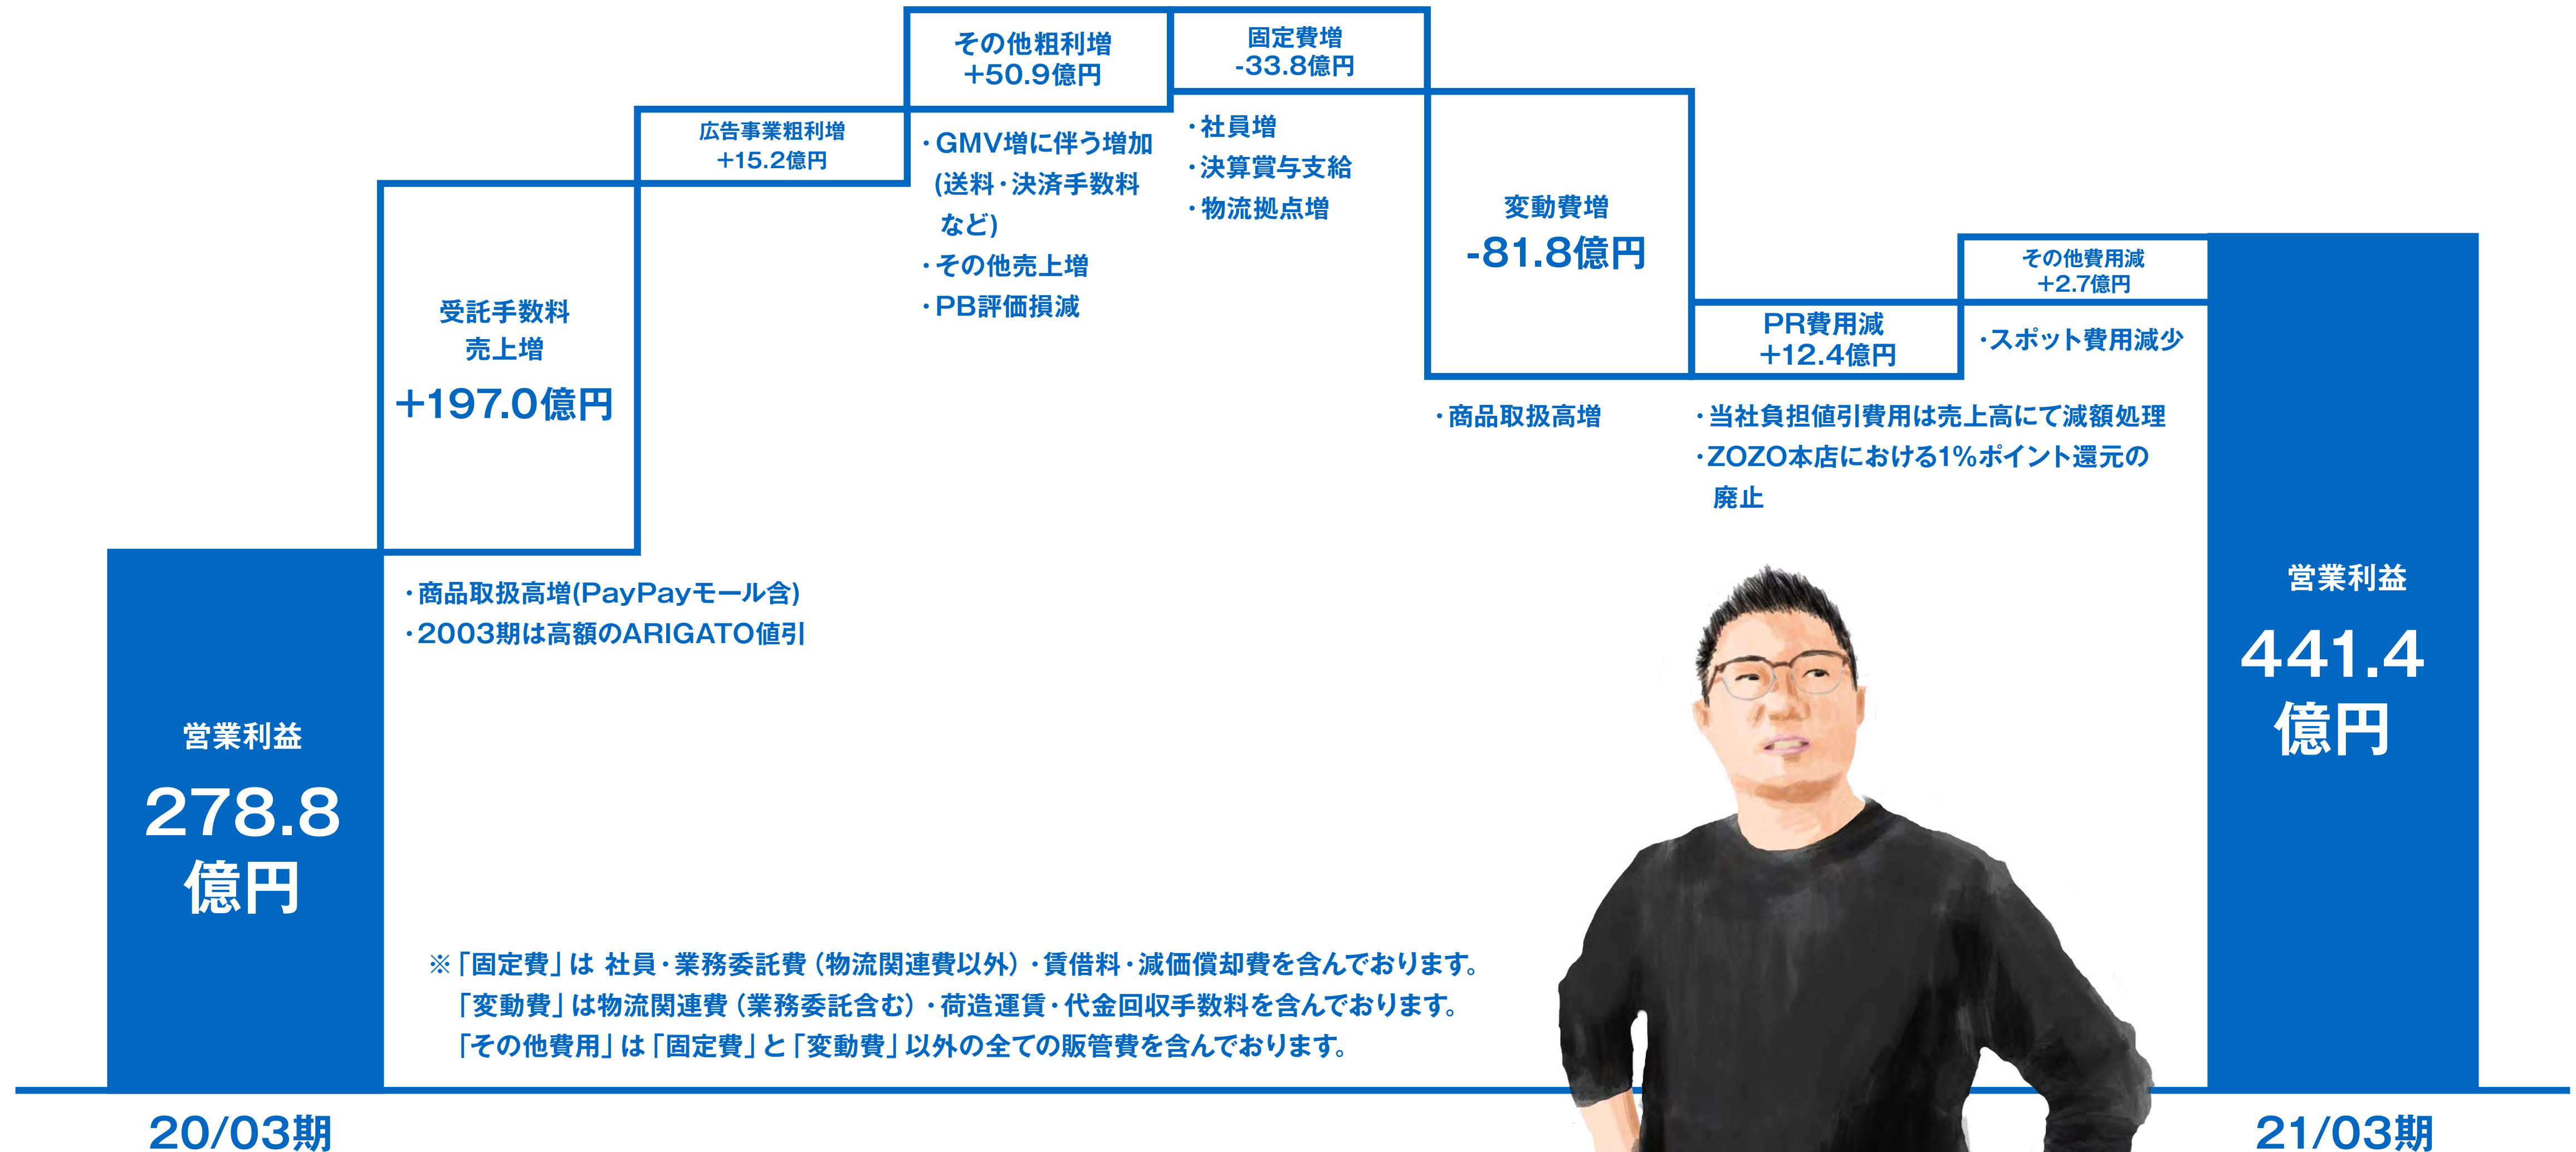 営業利益
278.8
億円
20/03期
受託手数料
売上増
+197.0億円
・商品取扱高増(PayPayモール含)
・2003期は高額のARIGATO値引
広告事業粗利増
+15.2億円
その他粗利増
+50.9億円
・GMV増に伴う増加
(送料・決済手数料
など)
・その他売上増
・PB評価損減
固定費増
-33.8億円
・社員増
・決算賞与支給
・物流拠点増
変動費増
-81.8億円
・商品取扱高増
PR費用減
+12.4億円
・当社負担値引費用は売上高にて減額処理
・ZOZO本店における1%ポイント還元の
廃止
その他費用減
+2.7億円
・スポット費用減少
営業利益
441.4
億円
21/03期
※「固定費」は 社員・業務委託費（物流関連費以外）・賃借料・減価償却費を含んでおります。
「変動費」は物流関連費（業務委託含む）・荷造運賃・代金回収手数料を含んでおります。
「その他費用」は「固定費」と「変動費」以外の全ての販管費を含んでおります。